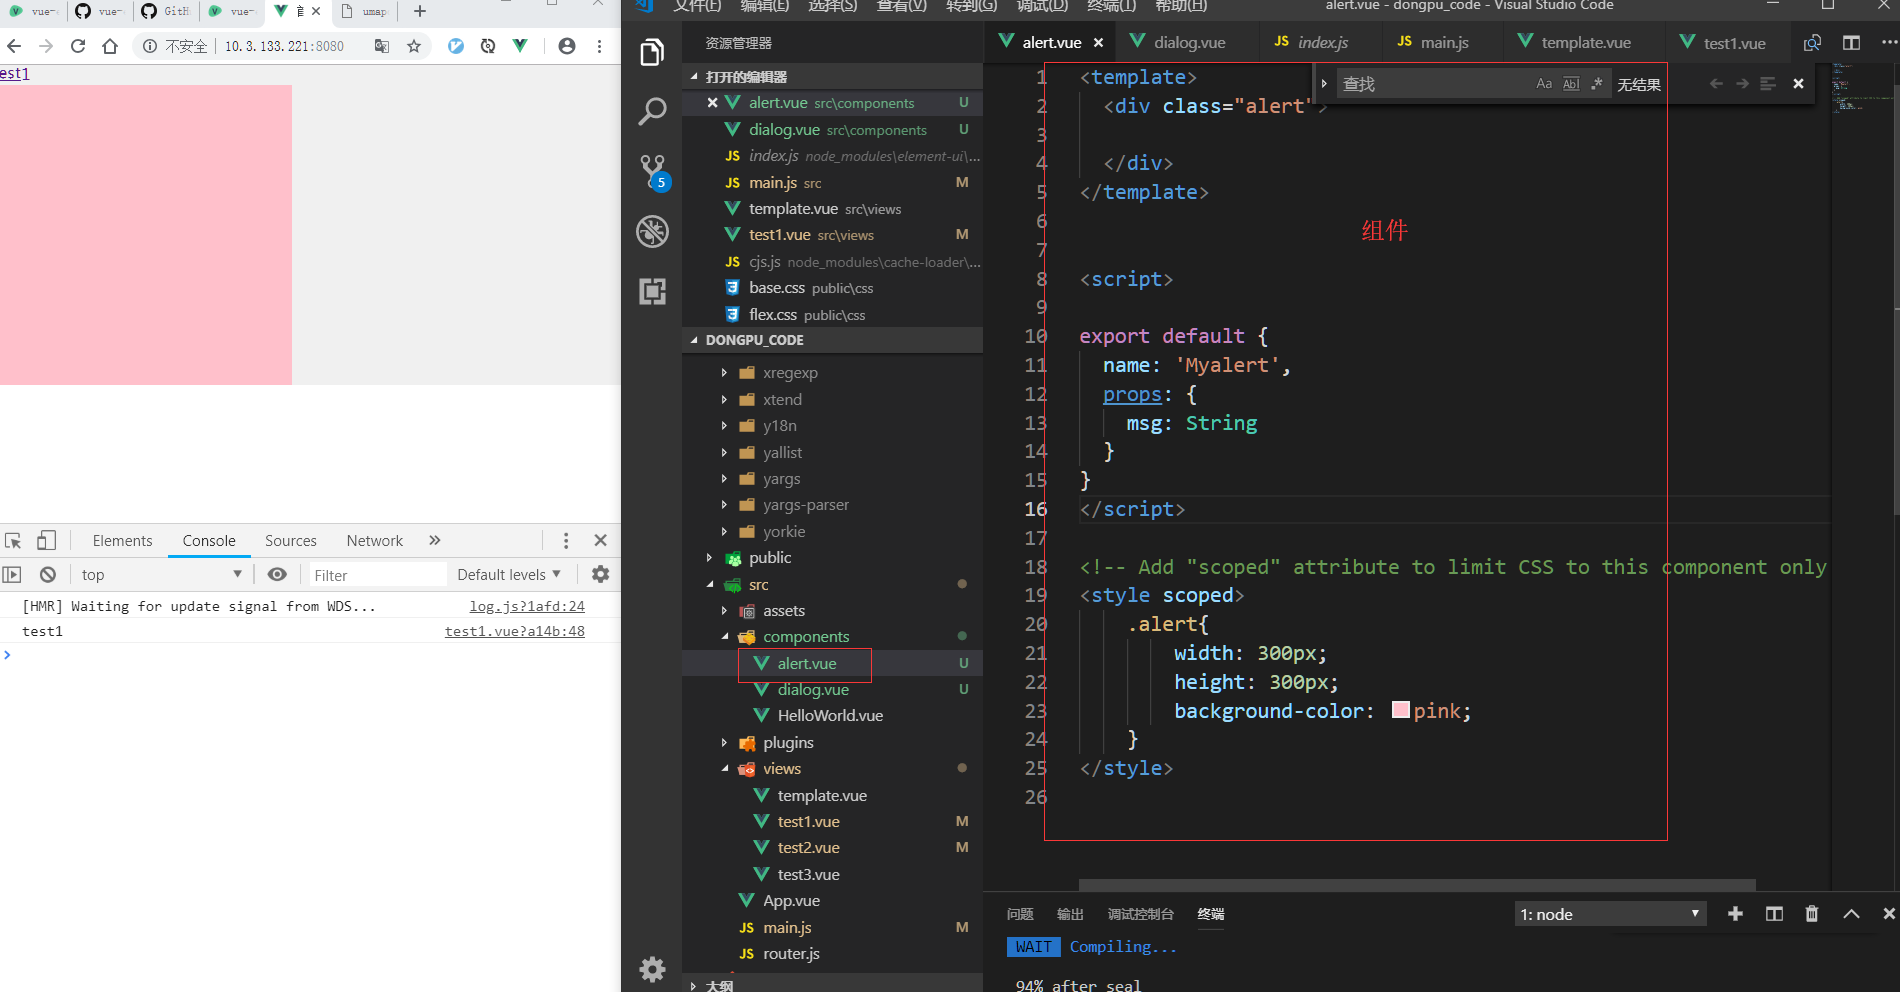 vue-
vue-
GitH
vue-
首
umap
不安全 | 10.3.133.221:8080
est1
Elements Console Sources Network »
top Filter Default levels ▼
[HMR] Waiting for update signal from WDS... log.js?1afd:24
test1 test1.vue?a14b:48
文件(F) 编辑(E) 选择(S) 查看(V) 转到(G) 调试(D) 终端(T) 帮助(H) alert.vue - dongpu_code - Visual Studio Code
5
资源管理器
打开的编辑器
alert.vue src\components U
dialog.vue src\components U
index.js node_modules\element-ui\...
main.js src M
template.vue src\views
test1.vue src\views M
cjs.js node_modules\cache-loader\...
base.css public\css
flex.css public\css
DONGPU_CODE
xregexp
xtend
y18n
yallist
yargs
yargs-parser
yorkie
public
src
assets
components
alert.vue U
dialog.vue U
HelloWorld.vue
plugins
views
template.vue
test1.vue M
test2.vue M
test3.vue
App.vue
main.js M
router.js
大纲
alert.vue dialog.vue index.js main.js template.vue test1.vue
查找 Aa Abl .* 无结果
1 <template>
2 <div class="alert">
3
4 </div>
5 </template>
6
组件
7
8 <script>
9
10 export default {
11 name: 'Myalert',
12 props: {
13 msg: String
14 }
15 }
16 </script>
17
18 <!-- Add "scoped" attribute to limit CSS to this component only
19 <style scoped>
20 .alert{
21 width: 300px;
22 height: 300px;
23 background-color: pink;
24 }
25 </style>
26
问题 输出 调试控制台 终端 1: node
WAIT Compiling...
94% after seal